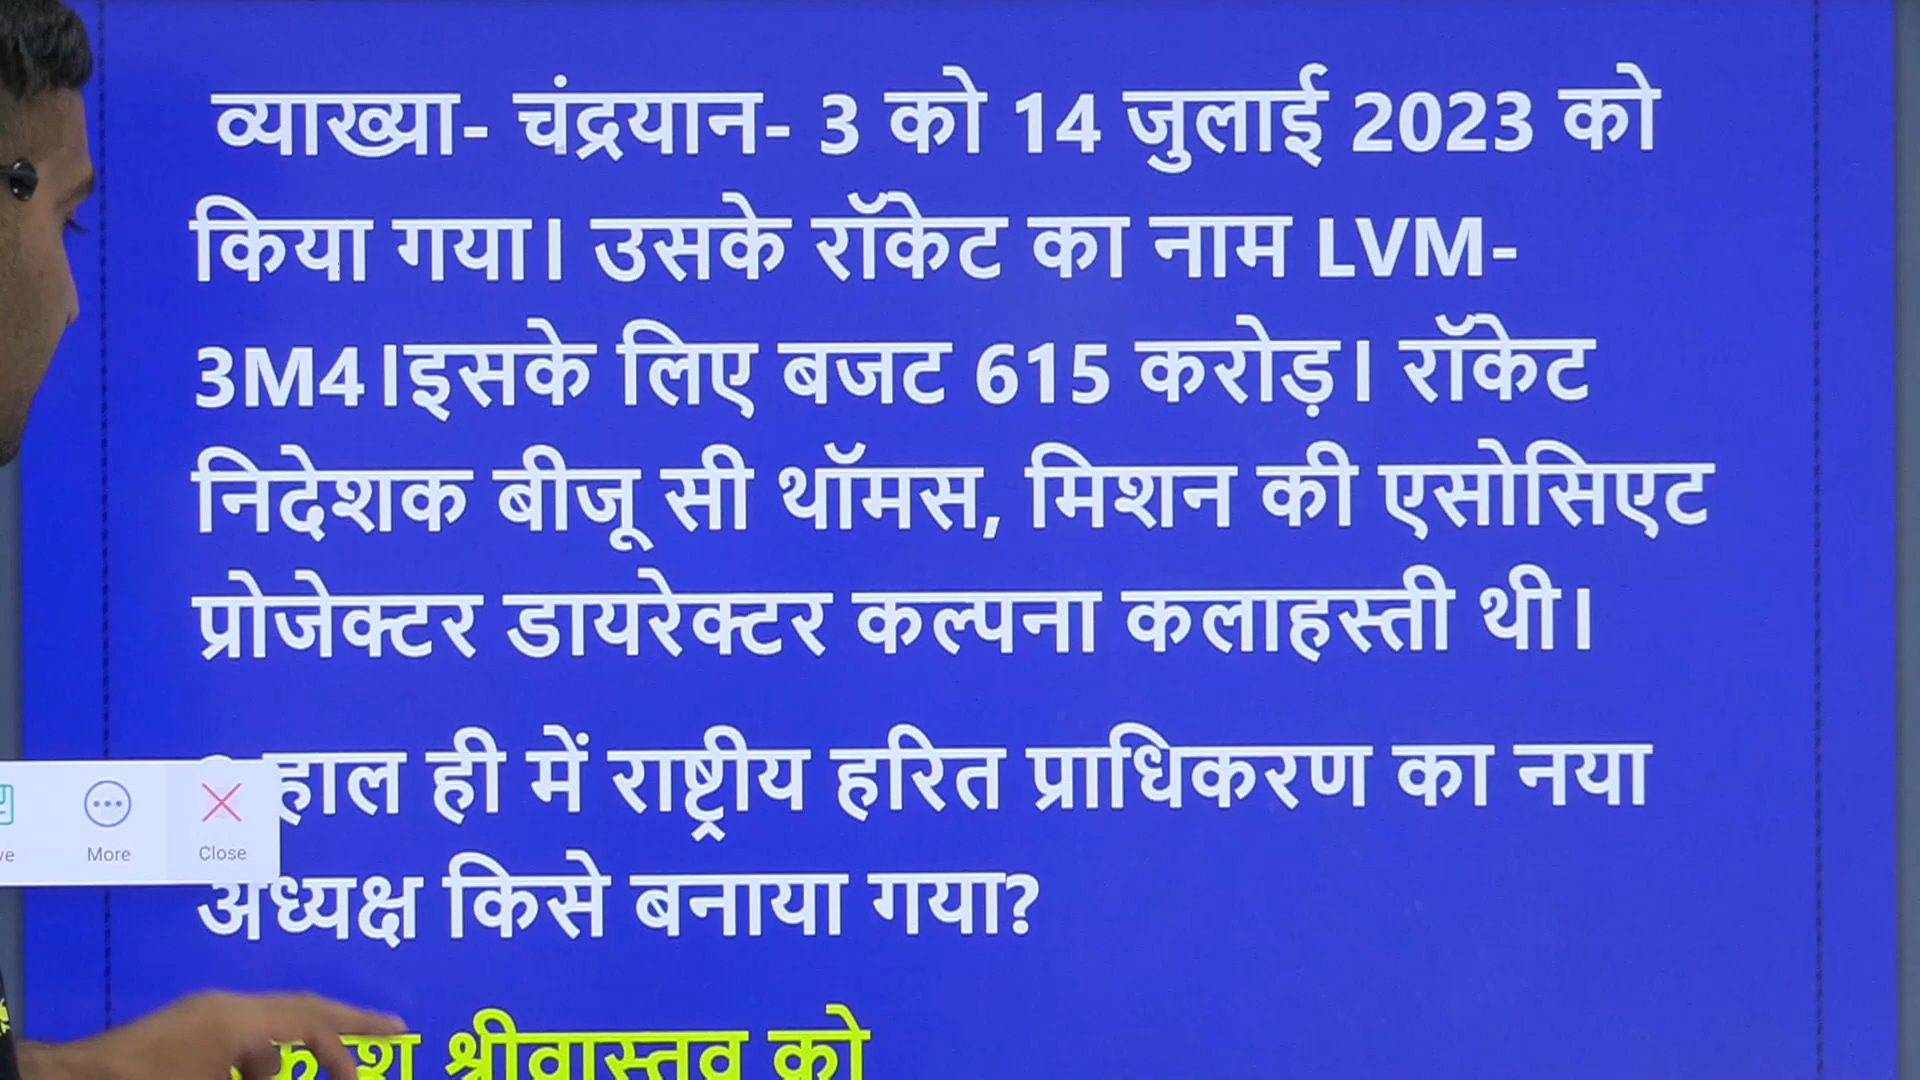 व्याख्या- चंद्रयान- 3 को 14 जुलाई 2023 को
किया गया। उसके रॉकेट का नाम LVM-
3M4।इसके लिए बजट 615 करोड़। रॉकेट
निदेशक बीजू सी थॉमस, मिशन की एसोसिएट
प्रोजेक्टर डायरेक्टर कल्पना कलाहस्ती थी।
हाल ही में राष्ट्रीय हरित प्राधिकरण का नया
More
Close
अध्यक्ष किसे बनाया गया?
श्रीवास्तव को